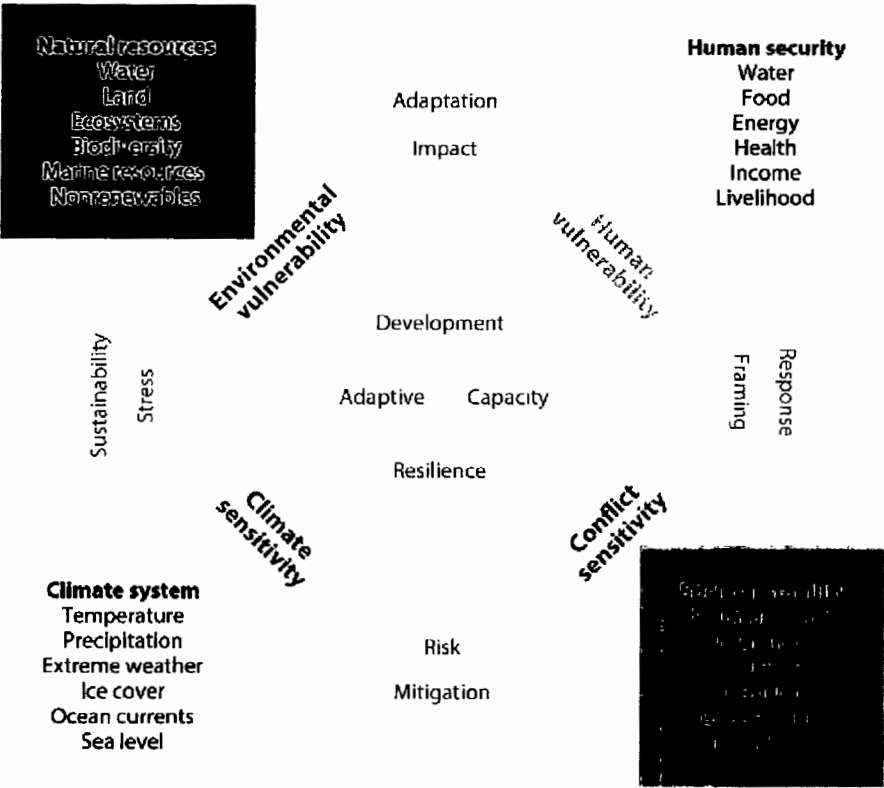 Natural resources
Water
Land
Ecosystems
Biodiversity
Marine resources
Nonrenewables
Adaptation
Impact
Human security
Water
Food
Energy
Health
Income
Livelihood
Environmental
vulnerability
Human
vulnerability
Sustainability
Stress
Development
Adaptive Capacity
Resilience
Framing
Response
Climate
sensitivity
Conflict
sensitivity
Climate system
Temperature
Precipitation
Extreme weather
Ice cover
Ocean currents
Sea level
Risk
Mitigation